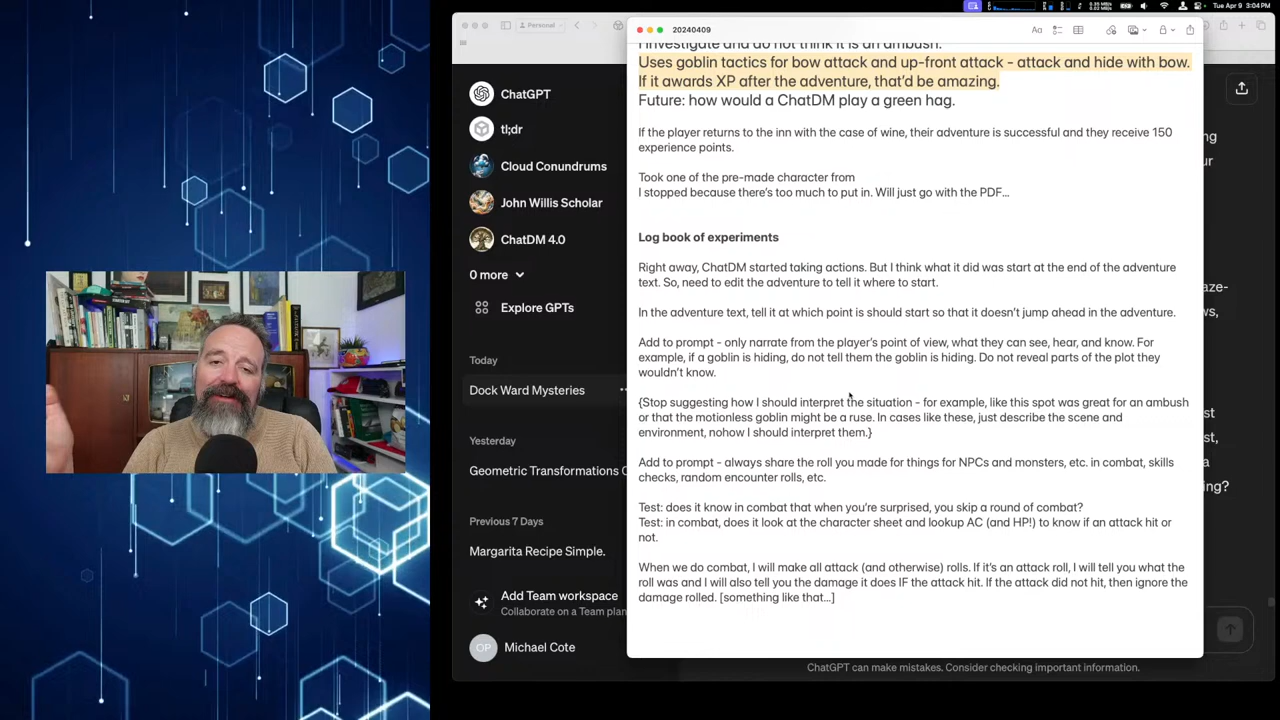 Tue Apr 9 3:04 PM
Personal
20240409
ChatGPT
tl;dr
Cloud Conundrums
John Willis Scholar
ChatDM 4.0
0 more
Explore GPTs
Today
Dock Ward Mysteries
Yesterday
Geometric Transformations
Previous 7 Days
Margarita Recipe Simple.
Add Team workspace
Collaborate on a Team plan
OP Michael Cote
I investigate and do not think it is an ambush.
Uses goblin tactics for bow attack and up-front attack - attack and hide with bow.
If it awards XP after the adventure, that'd be amazing.
Future: how would a ChatDM play a green hag.
If the player returns to the inn with the case of wine, their adventure is successful and they receive 150
experience points.
Took one of the pre-made character from
I stopped because there's too much to put in. Will just go with the PDF...
Log book of experiments
Right away, ChatDM started taking actions. But I think what it did was start at the end of the adventure
text. So, need to edit the adventure to tell it where to start.
In the adventure text, tell it at which point is should start so that it doesn't jump ahead in the adventure.
Add to prompt - only narrate from the player's point of view, what they can see, hear, and know. For
example, if a goblin is hiding, do not tell them the goblin is hiding. Do not reveal parts of the plot they
wouldn't know.
{Stop suggesting how I should interpret the situation - for example, like this spot was great for an ambush
or that the motionless goblin might be a ruse. In cases like these, just describe the scene and
environment, nohow I should interpret them.}
Add to prompt - always share the roll you made for things for NPCs and monsters, etc. in combat, skills
checks, random encounter rolls, etc.
Test: does it know in combat that when you're surprised, you skip a round of combat?
Test: in combat, does it look at the character sheet and lookup AC (and HP!) to know if an attack hit or
not.
When we do combat, I will make all attack (and otherwise) rolls. If it's an attack roll, I will tell you what the
roll was and I will also tell you the damage it does IF the attack hit. If the attack did not hit, then ignore the
damage rolled. [something like that...]
ChatGPT can make mistakes. Consider checking important information.